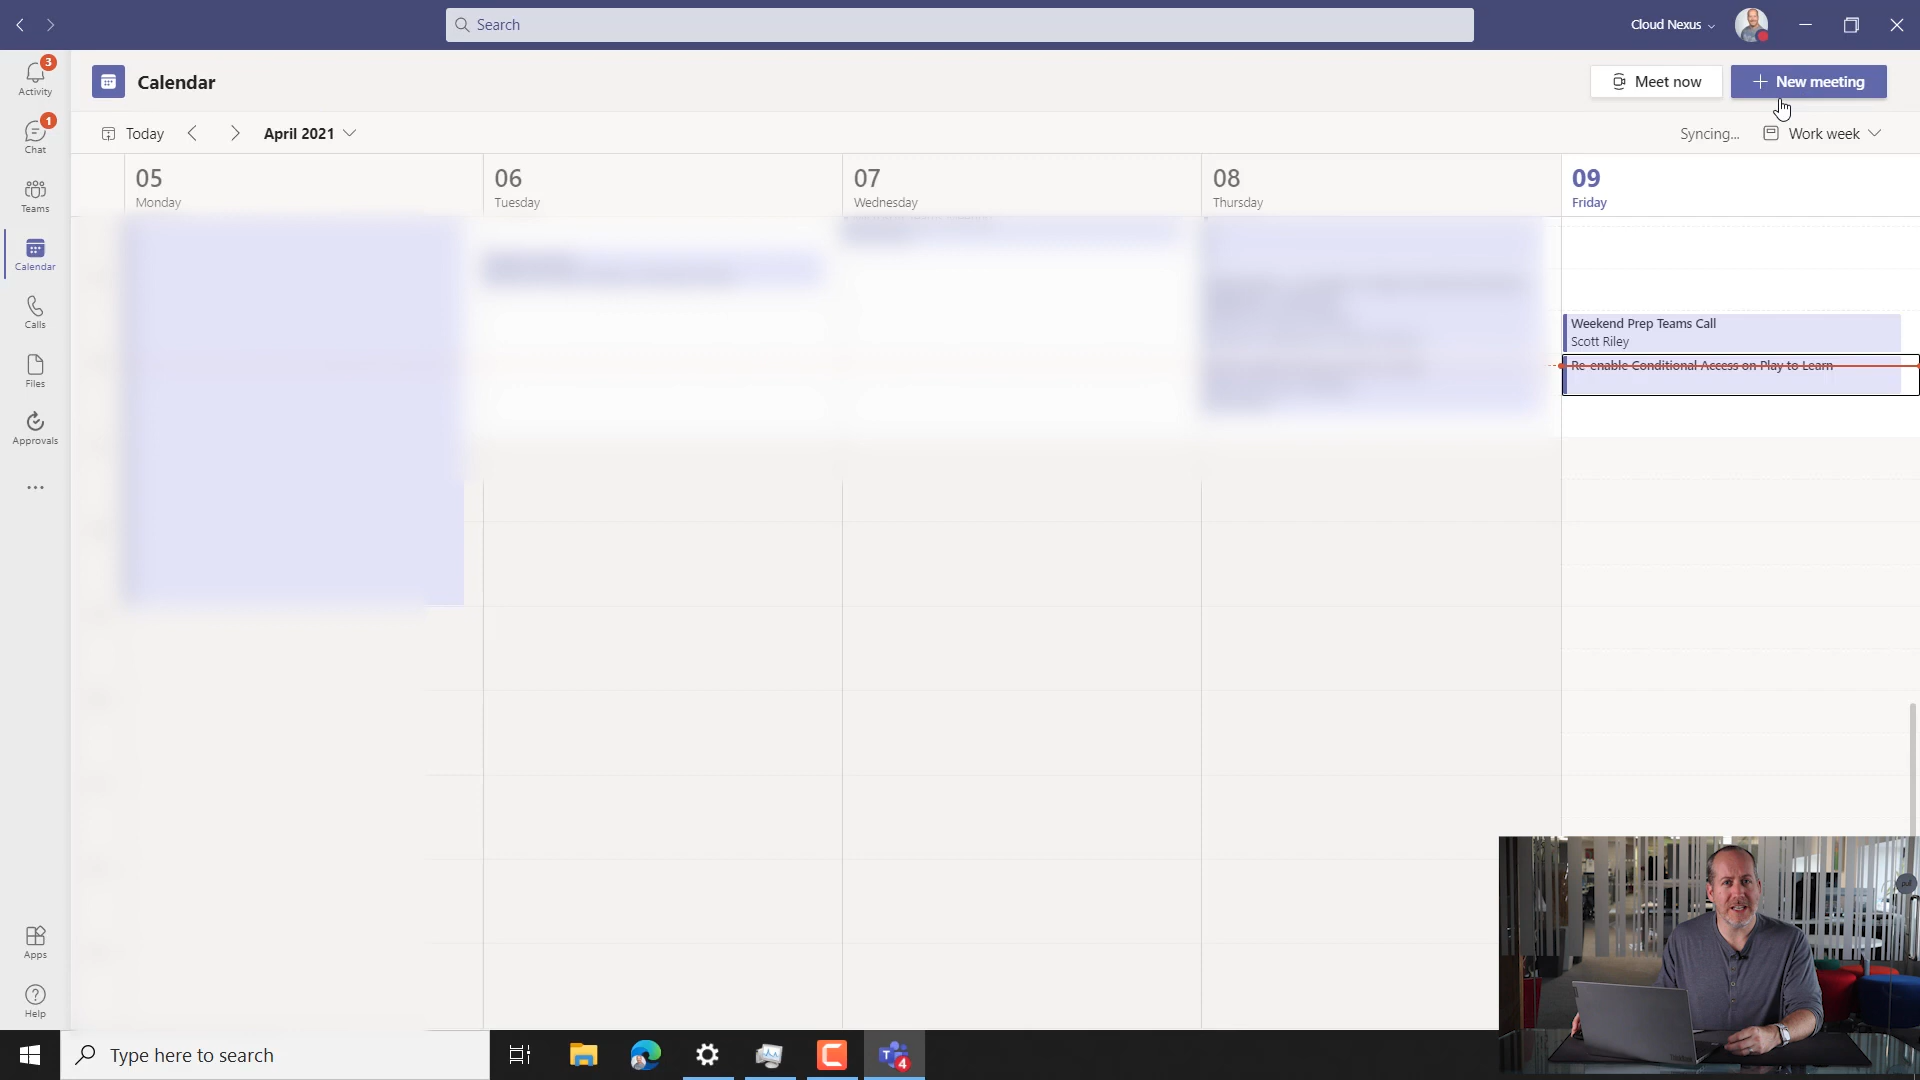 Search
Cloud Nexus
3
Activity
1
Chat
Teams
Calendar
Calls
Files
Approvals
Apps
Help
Calendar
Meet now
New meeting
Today
April 2021
Syncing...
Work week
05
Monday
06
Tuesday
07
Wednesday
08
Thursday
09
Friday
Weekend Prep Teams Call
Scott Riley
Re-enable Conditional Access on Play to Learn
Type here to search
T
4